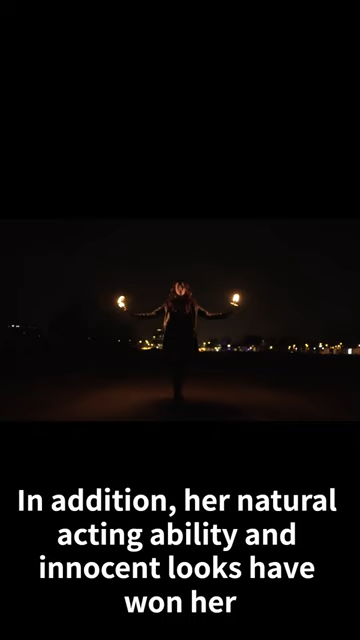 In addition, her natural
acting ability and
innocent looks have
won her